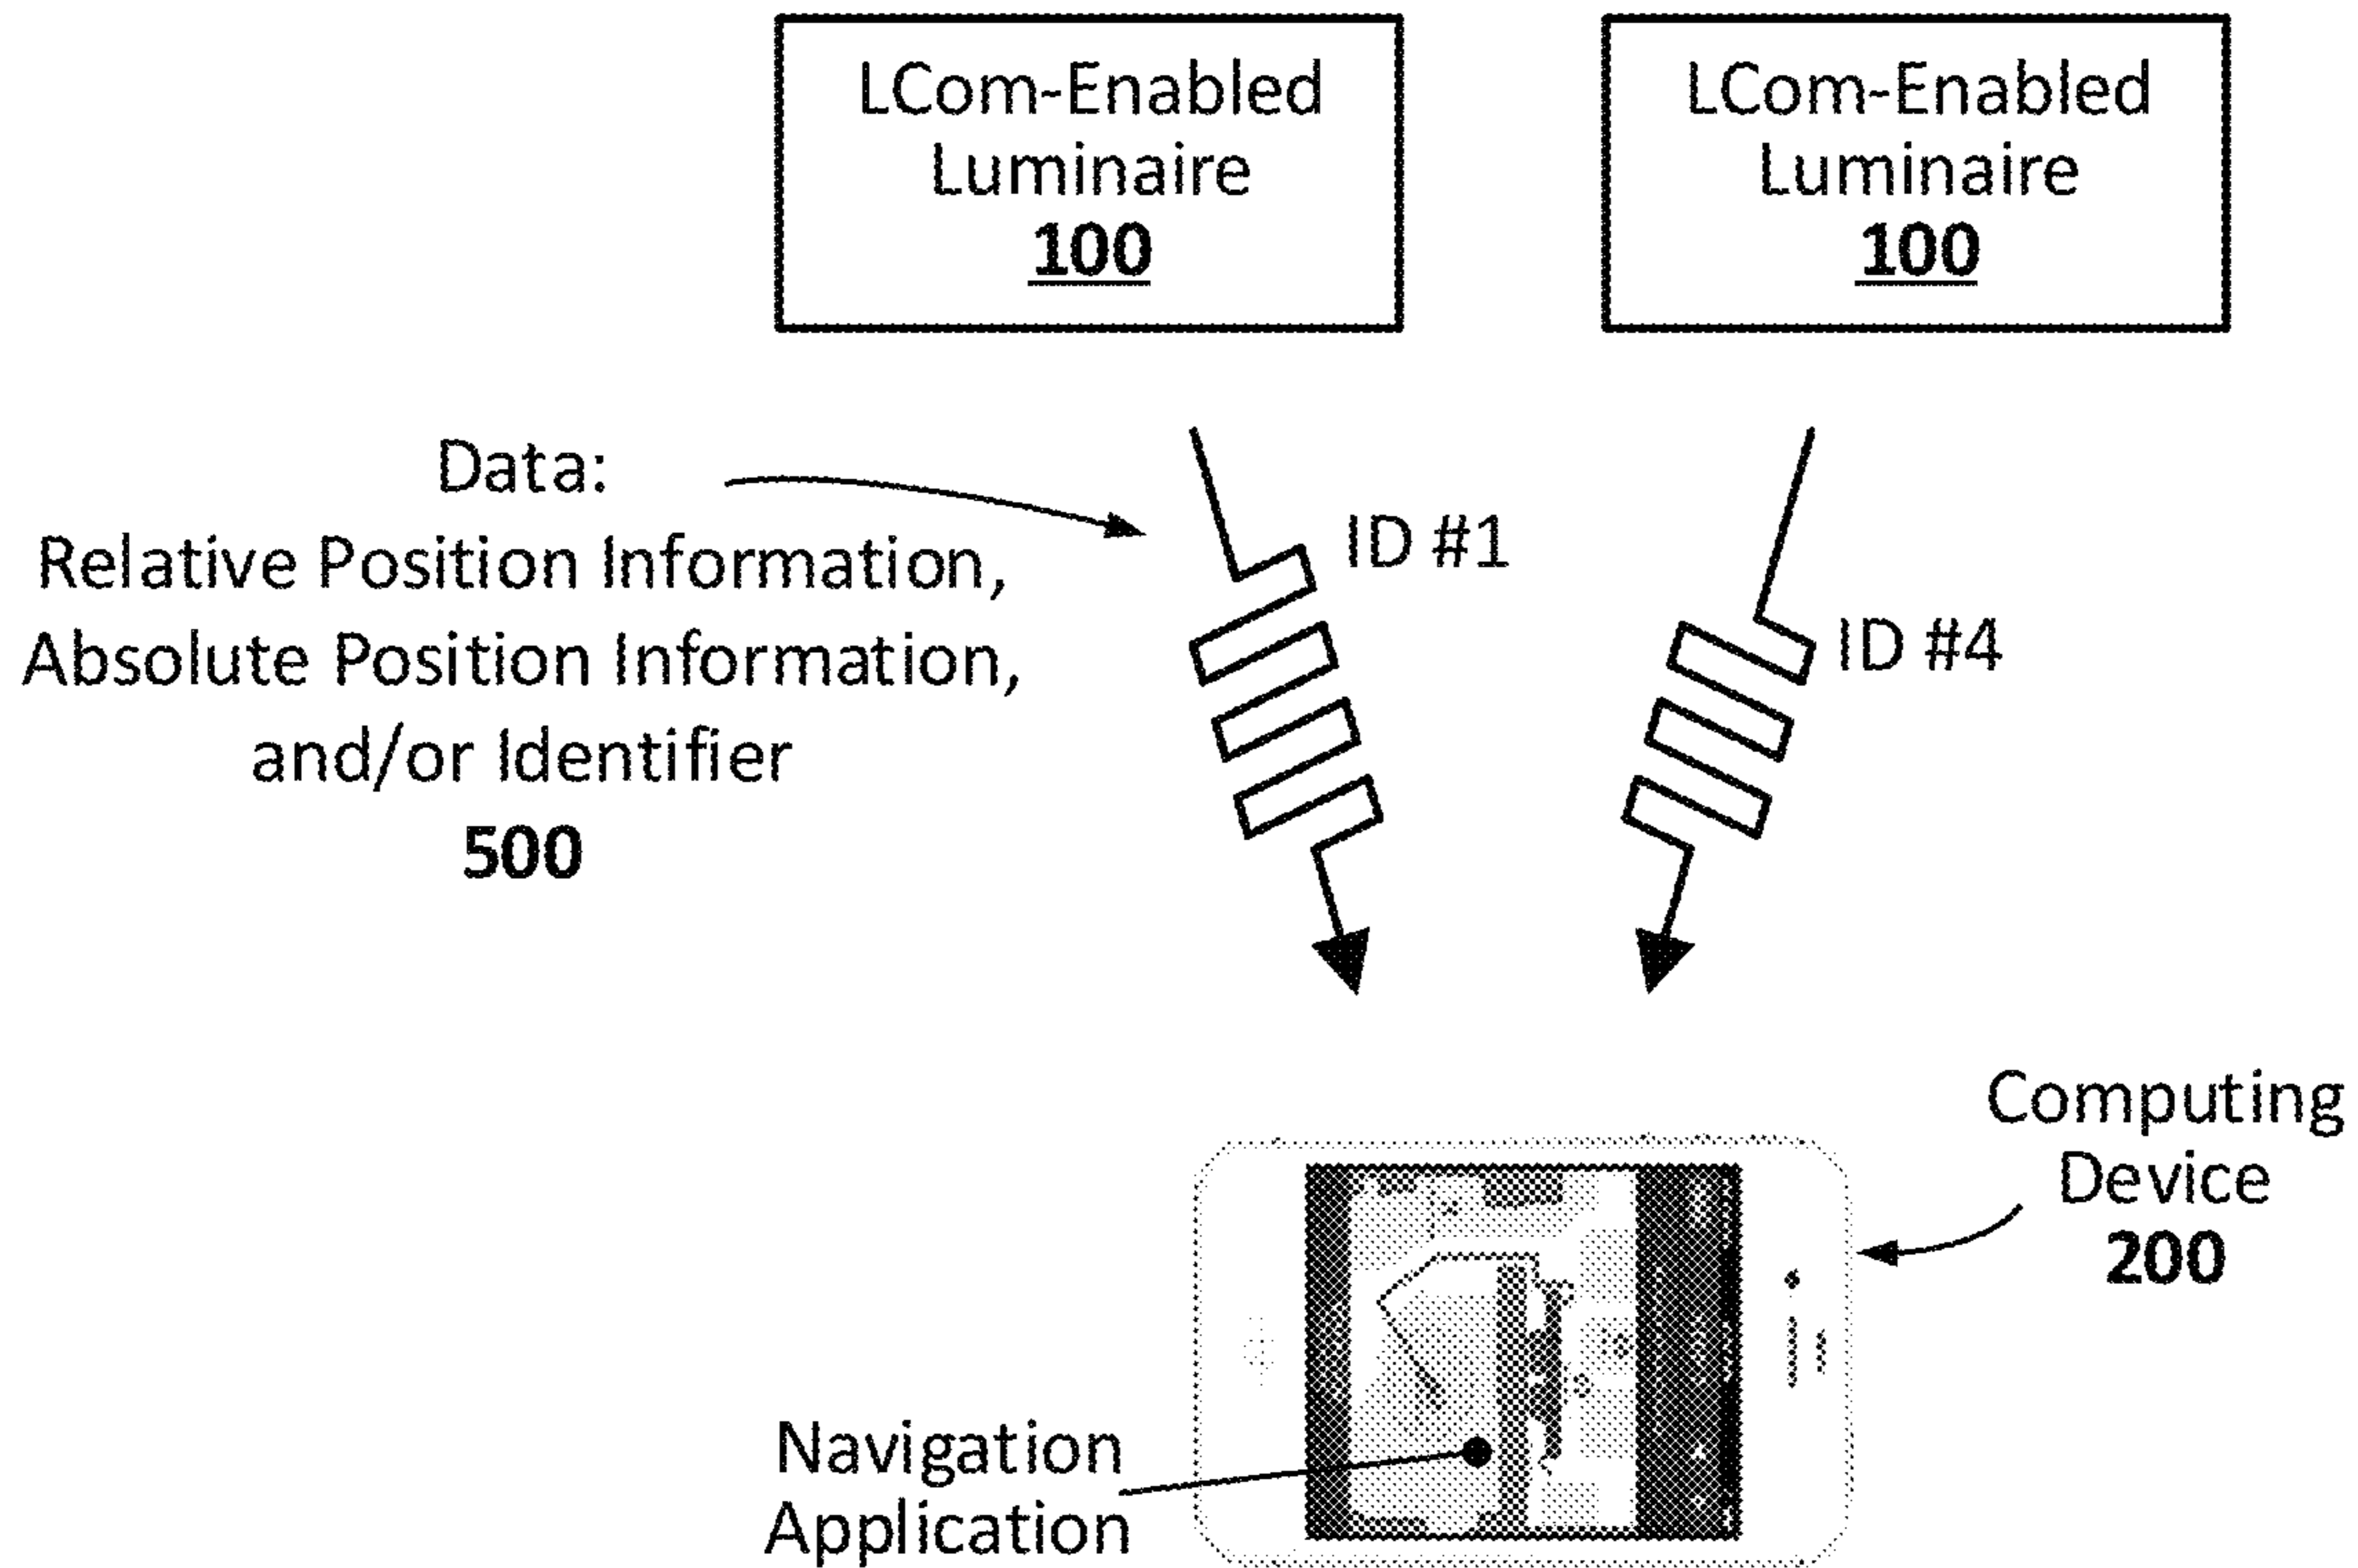 LCom-Enabled
Luminaire
100
LCom-Enabled
Luminaire
100
Data:
Relative Position Information,
Absolute Position Information,
and/or Identifier
500
ID #1
ID #4
Computing
Device
200
Navigation
Application